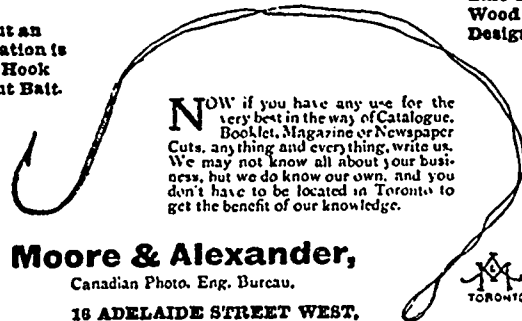 ut an
ation is
Hook
ut Bait.
Wood
Design
NOW if you have any use for the
very best in the way of Catalogue,
Booklet, Magazine or Newspaper
Cuts, anything and everything, write us.
We may not know all about your busi-
ness, but we do know our own, and you
don't have to be located in Toronto to
get the benefit of our knowledge.
Moore & Alexander,
Canadian Photo. Eng. Bureau,
16 ADELAIDE STREET WEST,
TORONTO